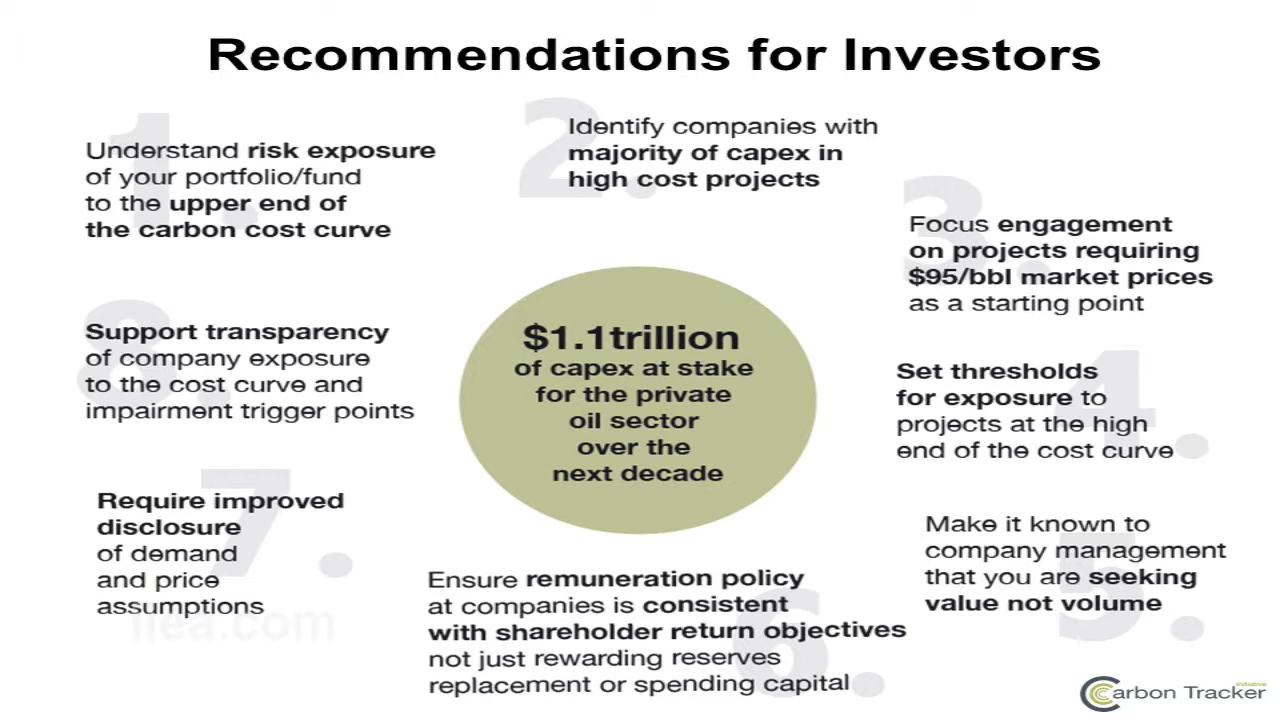 Recommendations for Investors
1.
Understand risk exposure
of your portfolio/fund
to the upper end of
the carbon cost curve
2.
Identify companies with
majority of capex in
high cost projects
3.
Focus engagement
on projects requiring
$95/bbl market prices
as a starting point
4.
Set thresholds
for exposure to
projects at the high
end of the cost curve
5.
Make it known to
company management
that you are seeking
value not volume
6.
Ensure remuneration policy
at companies is consistent
with shareholder return objectives
not just rewarding reserves
replacement or spending capital
7.
Require improved
disclosure
of demand
and price
assumptions
8.
Support transparency
of company exposure
to the cost curve and
impairment trigger points
$1.1trillion
of capex at stake
for the private
oil sector
over the
next decade
iiea.com
Carbon Tracker
Initiative